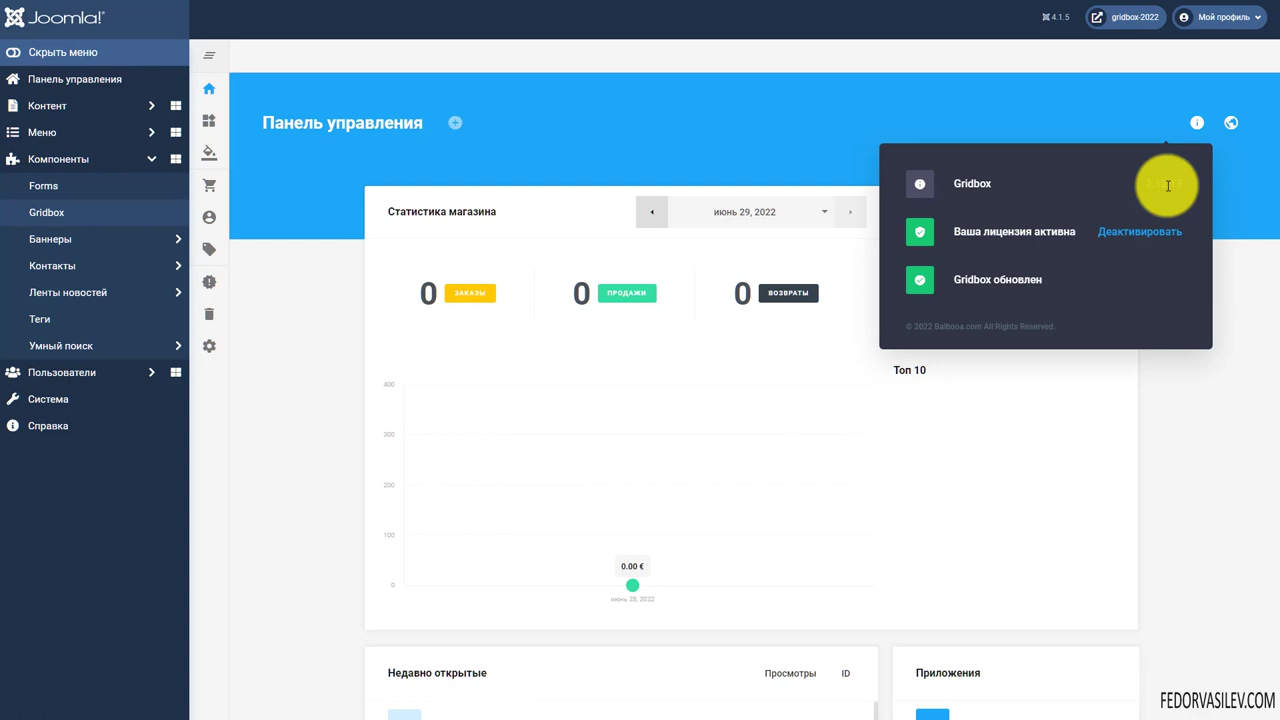 Joomla!®
4.1.5
gridbox-2022
Мой профиль
Скрыть меню
Панель управления
Контент
Меню
Компоненты
Forms
Gridbox
Баннеры
Контакты
Ленты новостей
Теги
Умный поиск
Пользователи
Система
Справка
Панель управления
Gridbox
Ваша лицензия активна
Деактивировать
Gridbox обновлен
© 2022 Balbooa.com All Rights Reserved.
Статистика магазина
июнь 29, 2022
0 ЗАКАЗЫ
0 ПРОДАЖИ
0 ВОЗВРАТЫ
Топ 10
400
300
200
100
0
0.00 €
июнь 28, 2022
Недавно открытые
Просмотры
ID
Приложения
FEDORVASILEV.COM